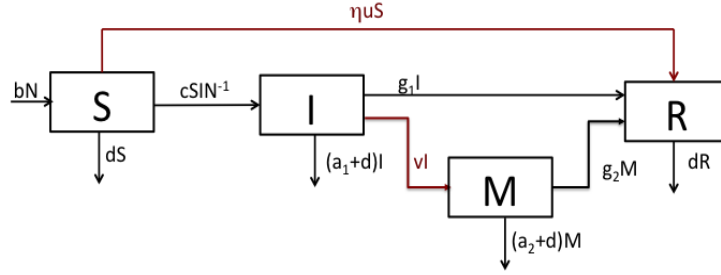 ηuS
bN
S
cSIN⁻¹
I
g₁I
R
dS
(a₁+d)I
vI
M
g₂M
dR
(a₂+d)M